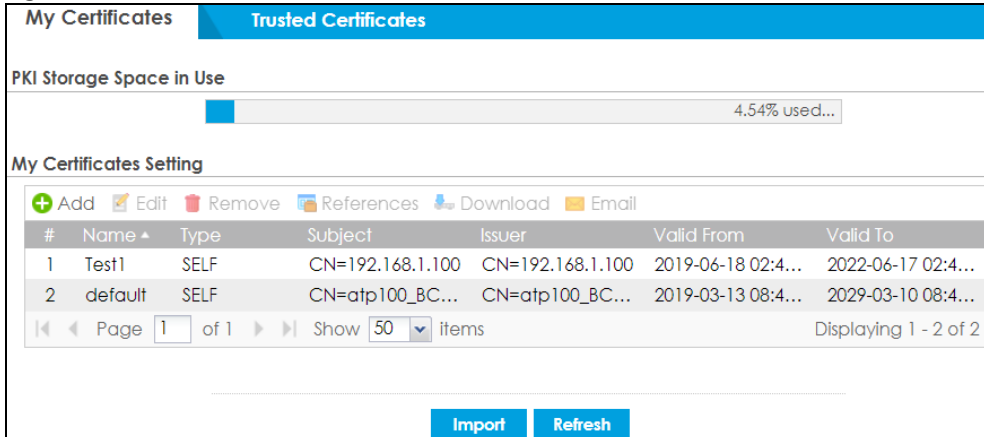 My Certificates Trusted Certificates
PKI Storage Space in Use
4.54% used...
My Certificates Setting
Add Edit Remove References Download Email
# Name Type Subject Issuer Valid From Valid To
1 Test1 SELF CN=192.168.1.100 CN=192.168.1.100 2019-06-18 02:4... 2022-06-17 02:4...
2 default SELF CN=atp100_BC... CN=atp100_BC... 2019-03-13 08:4... 2029-03-10 08:4...
Page 1 of 1 Show 50 items Displaying 1 - 2 of 2
Import Refresh